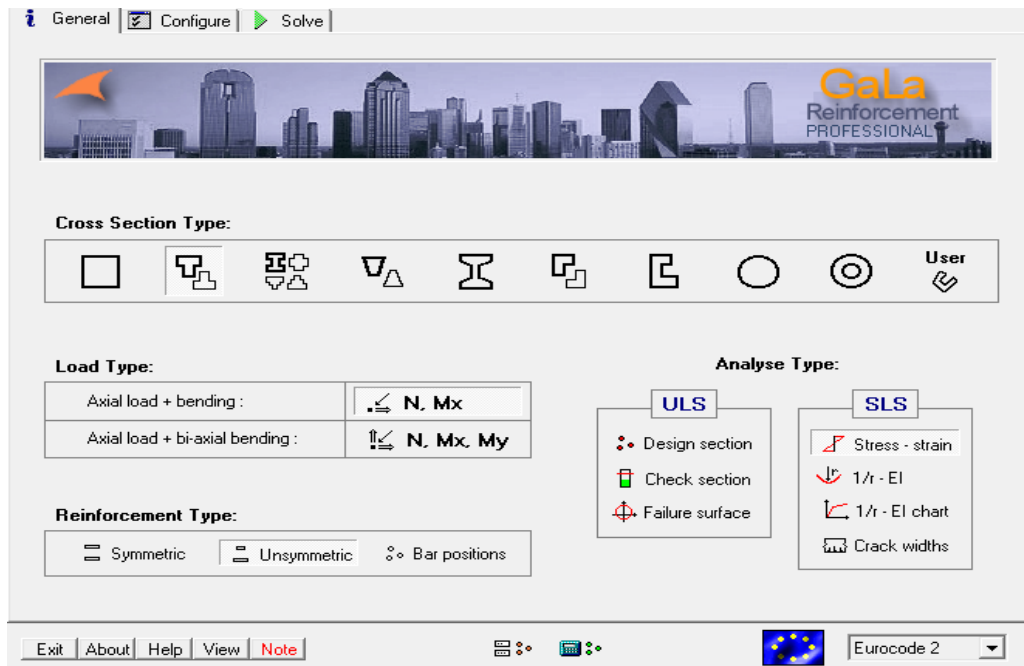 General Configure Solve
GaLa
Reinforcement
PROFESSIONAL
Cross Section Type:
User
Load Type:
Axial load + bending : N, Mx
Axial load + bi-axial bending : N, Mx, My
Reinforcement Type:
Symmetric Unsymmetric Bar positions
Analyse Type:
ULS
Design section
Check section
Failure surface
SLS
Stress - strain
1/r - EI
1/r - EI chart
Crack widths
Exit About Help View Note
Eurocode 2